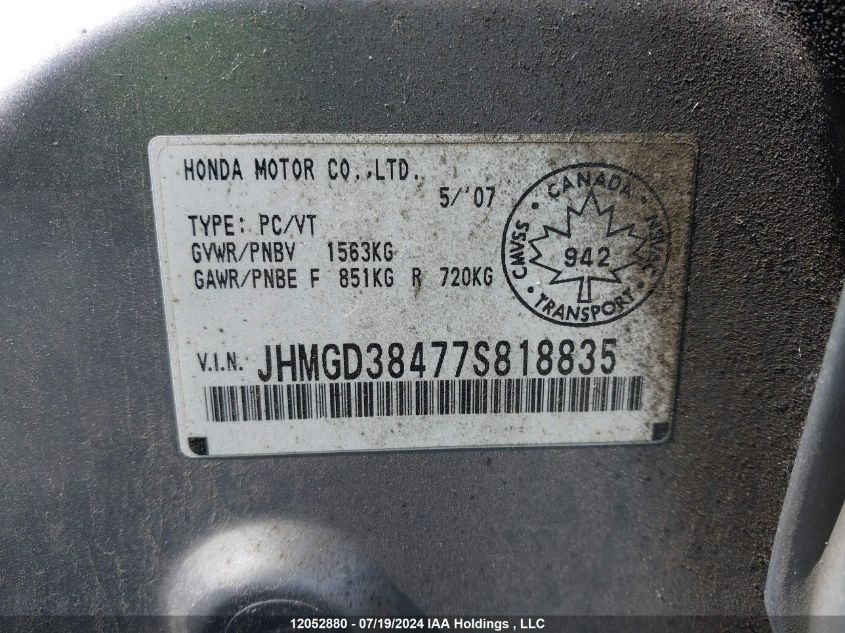 HONDA MOTOR CO.,LTD.
5/'07
TYPE: PC/VT
GVWR/PNBV 1563KG
GAWR/PNBE F 851KG R 720KG
CANADA
CMVSS
NSVAC
942
TRANSPORT
V.I.N. JHMGD38477S818835
12052880 - 07/19/2024 IAA Holdings , LLC